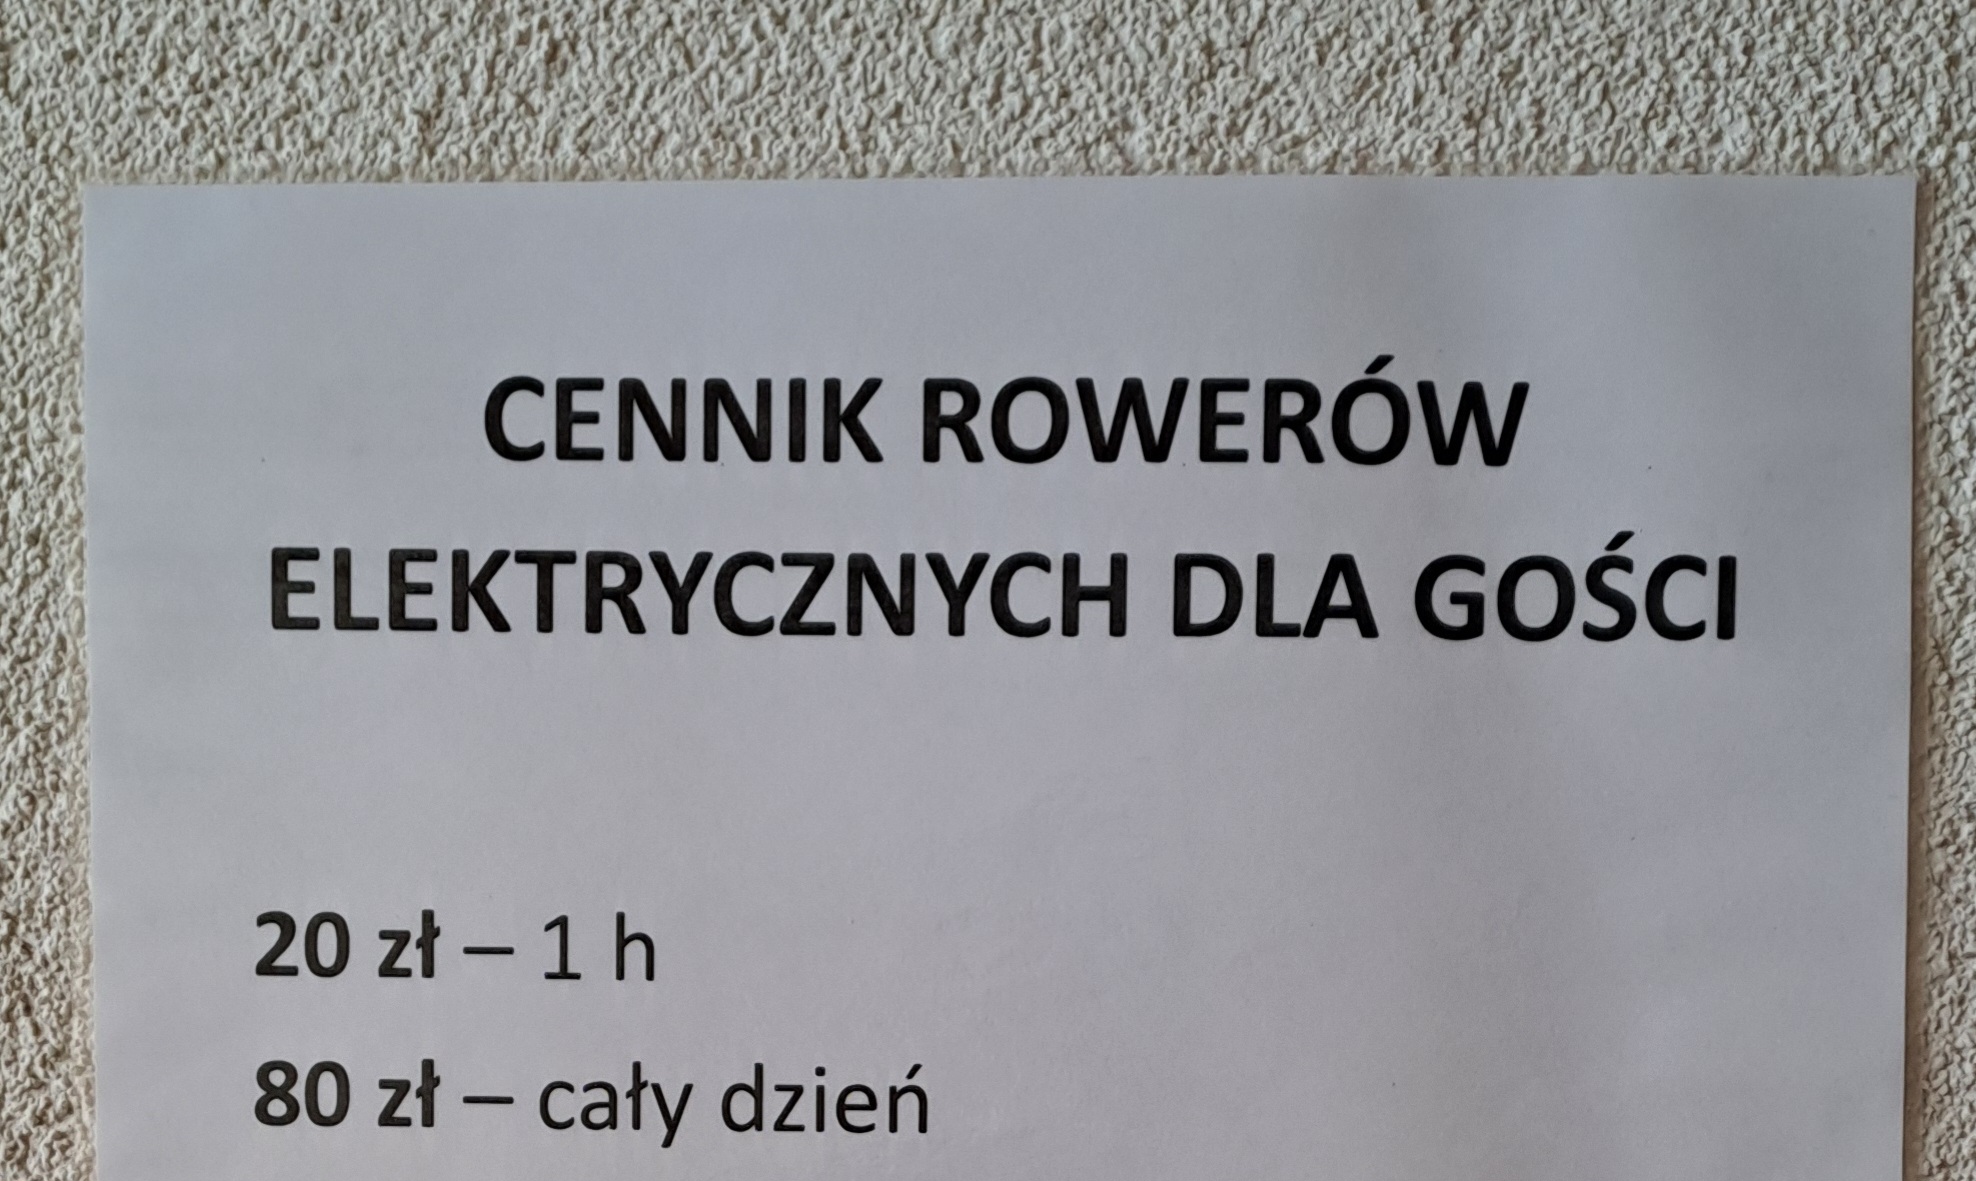 CENNIK ROWERÓW
ELEKTRYCZNYCH DLA GOŚCI
20 zł – 1 h
80 zł – cały dzień